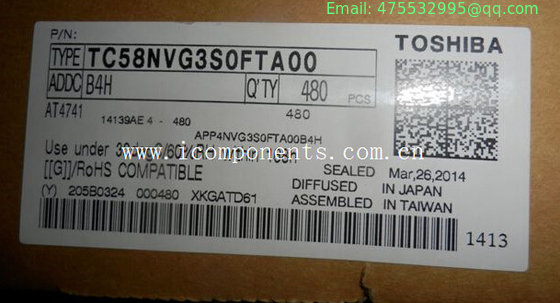 Email: 475532995@qq.com
P/N:
TOSHIBA
TYPE TC58NVG3S0FTA00
ADDC B4H Q'TY 480 PCS
AT4741 480
14139AE 4 - 480
APP4NVG3S0FTA00B4H
www.icomponents.com.cn
Use under 168H
[[G]]/RoHS COMPATIBLE
SEALED Mar,26,2014
DIFFUSED IN JAPAN
ASSEMBLED IN TAIWAN
(Y) 205B0324 000480 XKGATD61
1413